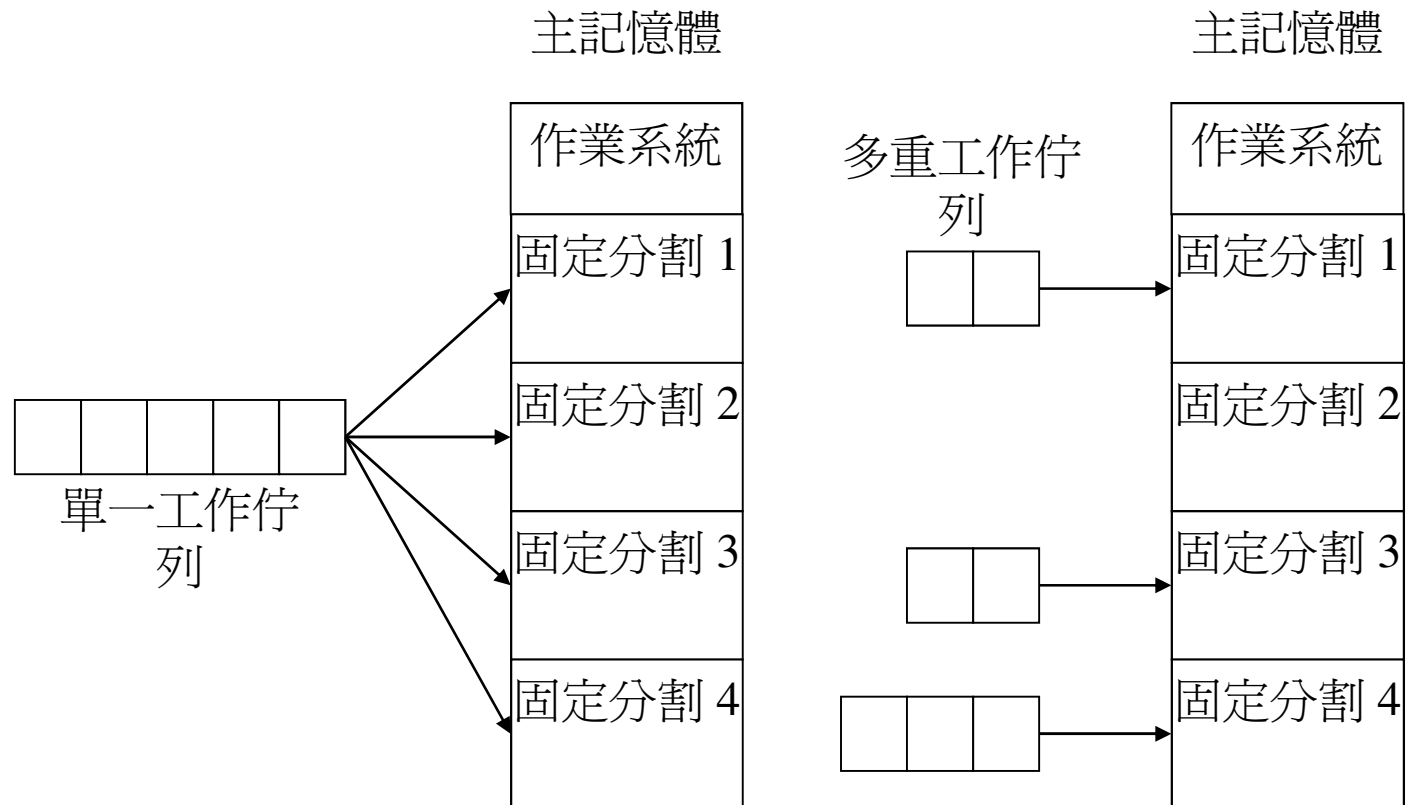 主記憶體
作業系統
固定分割 1
固定分割 2
固定分割 3
固定分割 4
單一工作佇
列
主記憶體
多重工作佇
列
作業系統
固定分割 1
固定分割 2
固定分割 3
固定分割 4